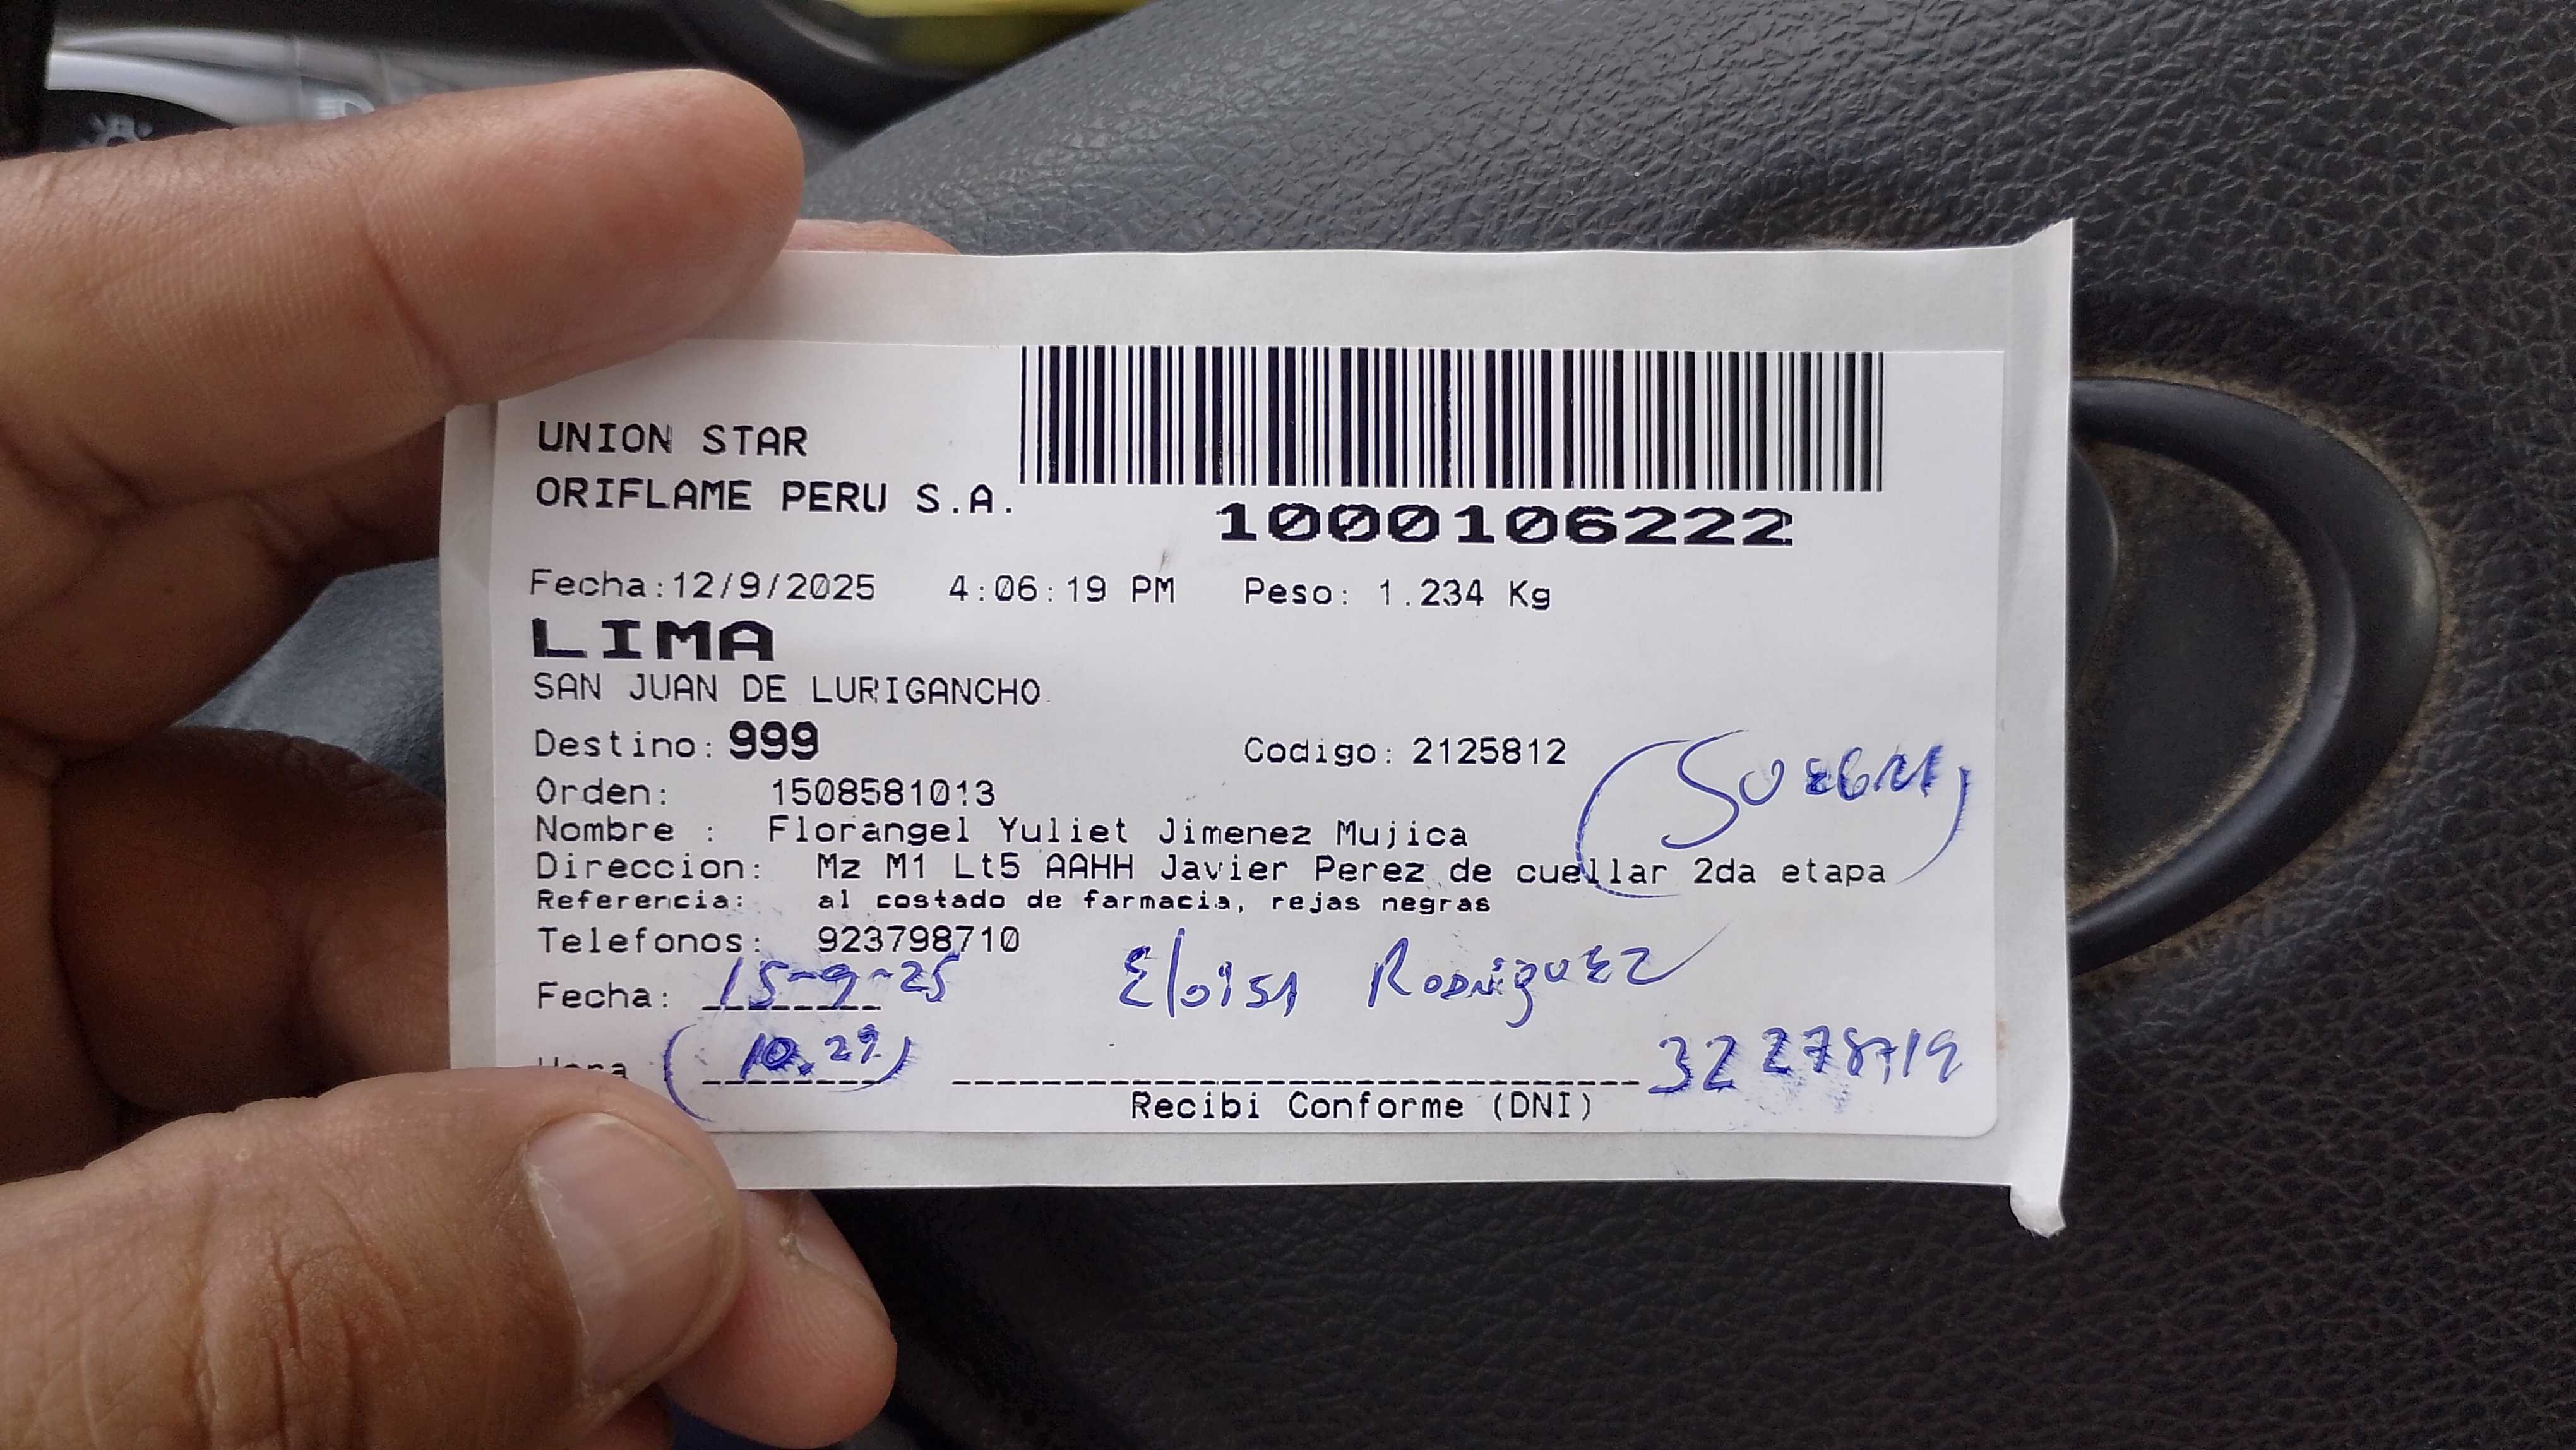 UNION STAR
ORIFLAME PERU S.A.
1000106222
Fecha:12/9/2025 4:06:19 PM Peso: 1.234 Kg
LIMA
SAN JUAN DE LURIGANCHO
Destino: 999 Codigo: 2125812
Orden: 1508581013
Suegra
Nombre : Florangel Yuliet Jimenez Mujica
Direccion: Mz M1 Lt5 AAHH Javier Perez de cuellar 2da etapa
Referencia: al costado de farmacia, rejas negras
Telefonos: 923798710
Fecha: 15-9-25 Eloisa Rodriguez
Hora (10.29) 32278719
Recibi Conforme (DNI)